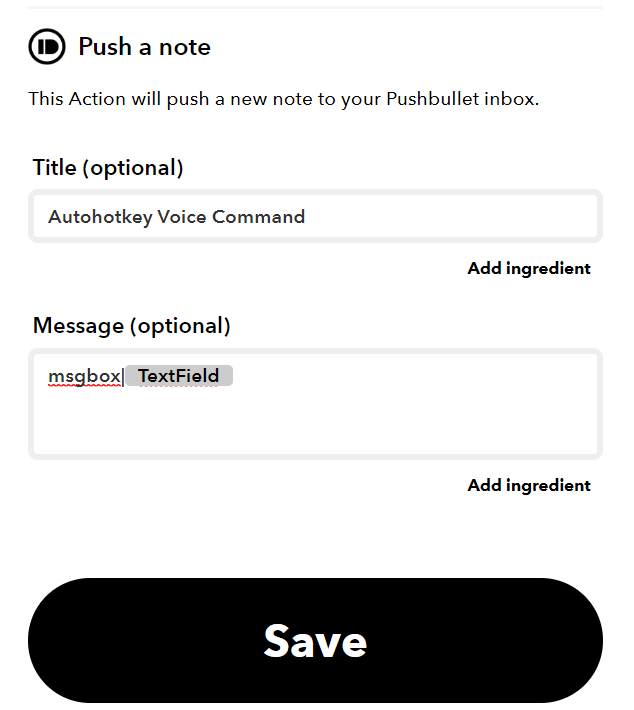 Push a note
This Action will push a new note to your Pushbullet inbox.
Title (optional)
Autohotkey Voice Command
Add ingredient
Message (optional)
msgbox| TextField
Add ingredient
Save